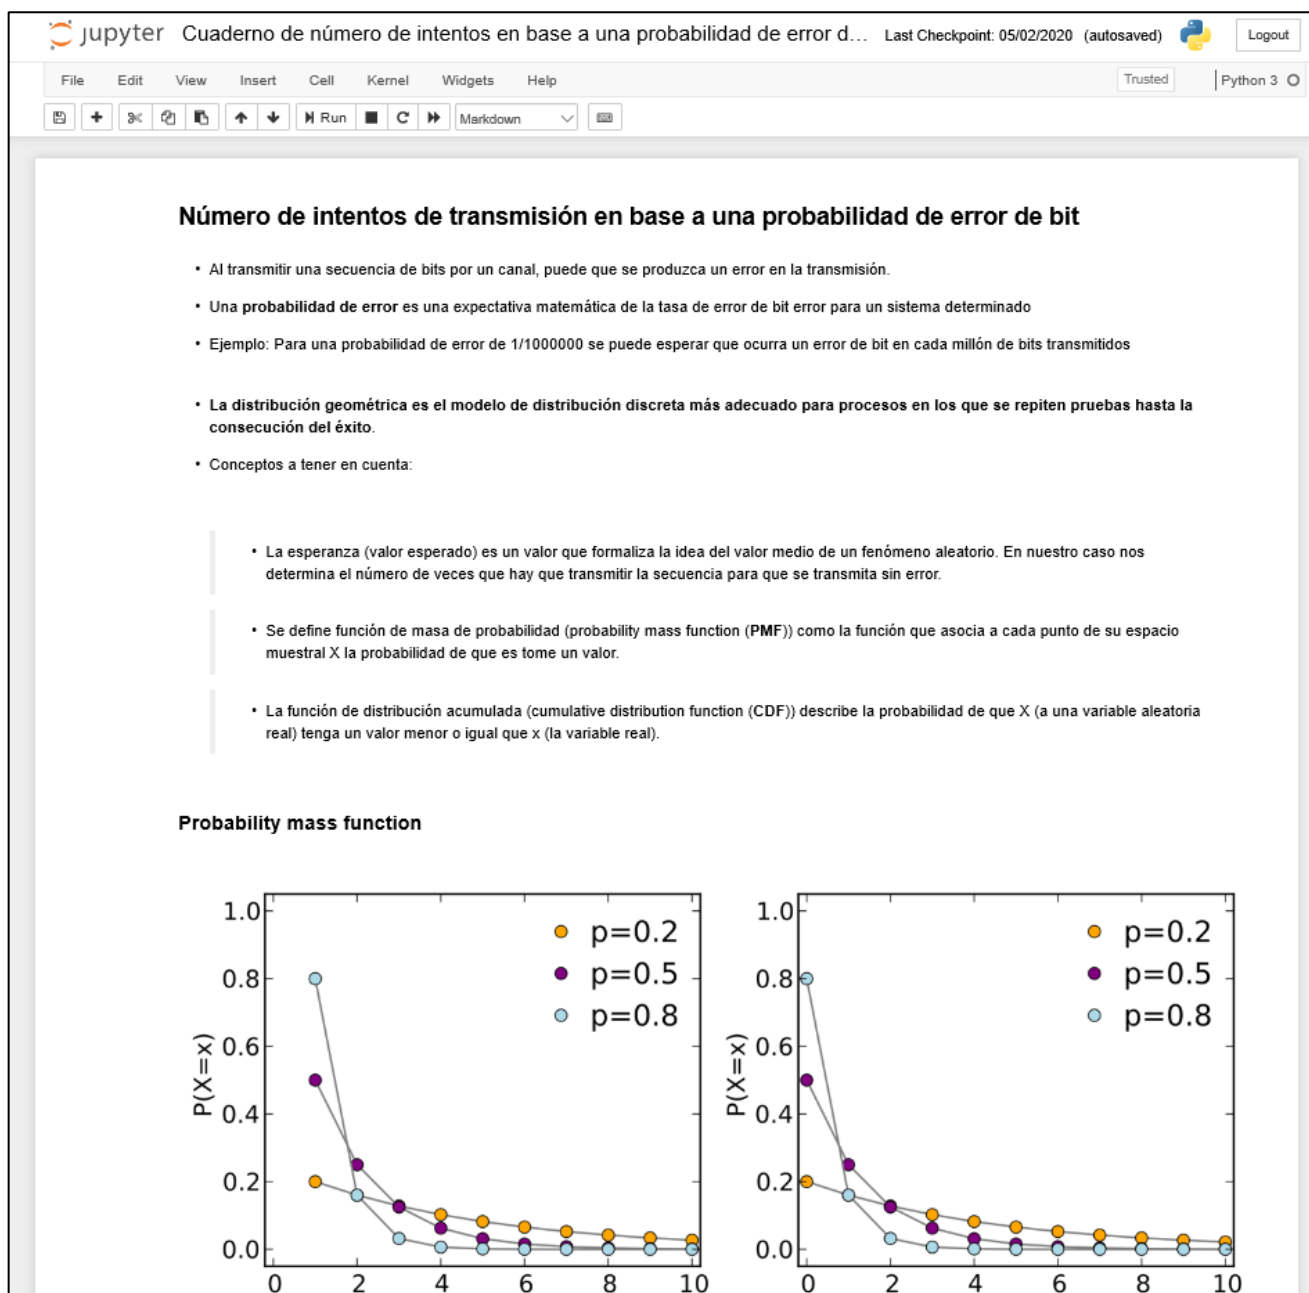 jupyter Cuaderno de número de intentos en base a una probabilidad de error d... Last Checkpoint: 05/02/2020 (autosaved) Logout
File Edit View Insert Cell Kernel Widgets Help Trusted Python 3
Run Markdown
Número de intentos de transmisión en base a una probabilidad de error de bit
• Al transmitir una secuencia de bits por un canal, puede que se produzca un error en la transmisión.
• Una probabilidad de error es una expectativa matemática de la tasa de error de bit error para un sistema determinado
• Ejemplo: Para una probabilidad de error de 1/1000000 se puede esperar que ocurra un error de bit en cada millón de bits transmitidos
• La distribución geométrica es el modelo de distribución discreta más adecuado para procesos en los que se repiten pruebas hasta la
consecución del éxito.
• Conceptos a tener en cuenta:
• La esperanza (valor esperado) es un valor que formaliza la idea del valor medio de un fenómeno aleatorio. En nuestro caso nos
determina el número de veces que hay que transmitir la secuencia para que se transmita sin error.
• Se define función de masa de probabilidad (probability mass function (PMF)) como la función que asocia a cada punto de su espacio
muestral X la probabilidad de que es tome un valor.
• La función de distribución acumulada (cumulative distribution function (CDF)) describe la probabilidad de que X (a una variable aleatoria
real) tenga un valor menor o igual que x (la variable real).
Probability mass function
P(X=x)
1.0
0.8
0.6
0.4
0.2
0.0
p=0.2
p=0.5
p=0.8
0 2 4 6 8 10
P(X=x)
1.0
0.8
0.6
0.4
0.2
0.0
p=0.2
p=0.5
p=0.8
0 2 4 6 8 10